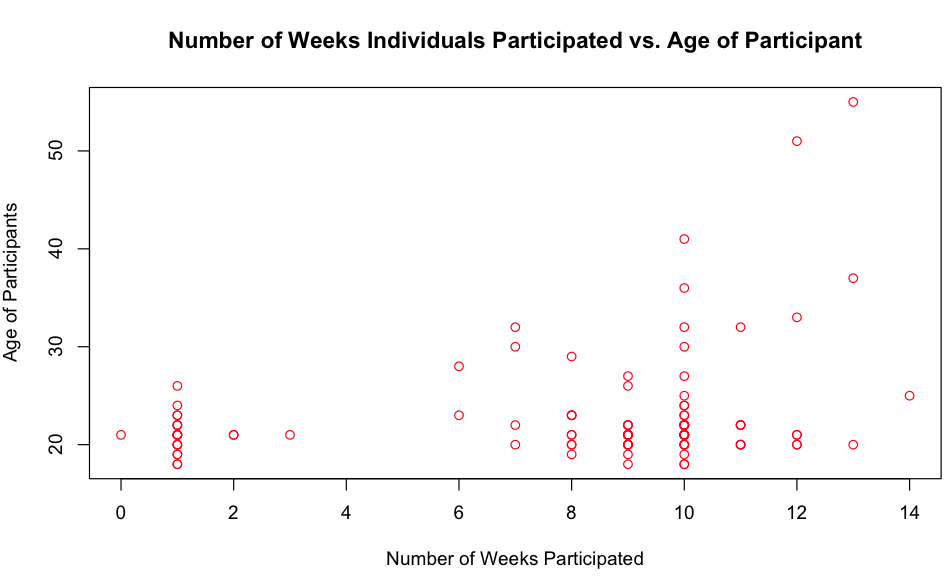 Number of Weeks Individuals Participated vs. Age of Participant
Age of Participants
50
40
30
20
0 2 4 6 8 10 12 14
Number of Weeks Participated